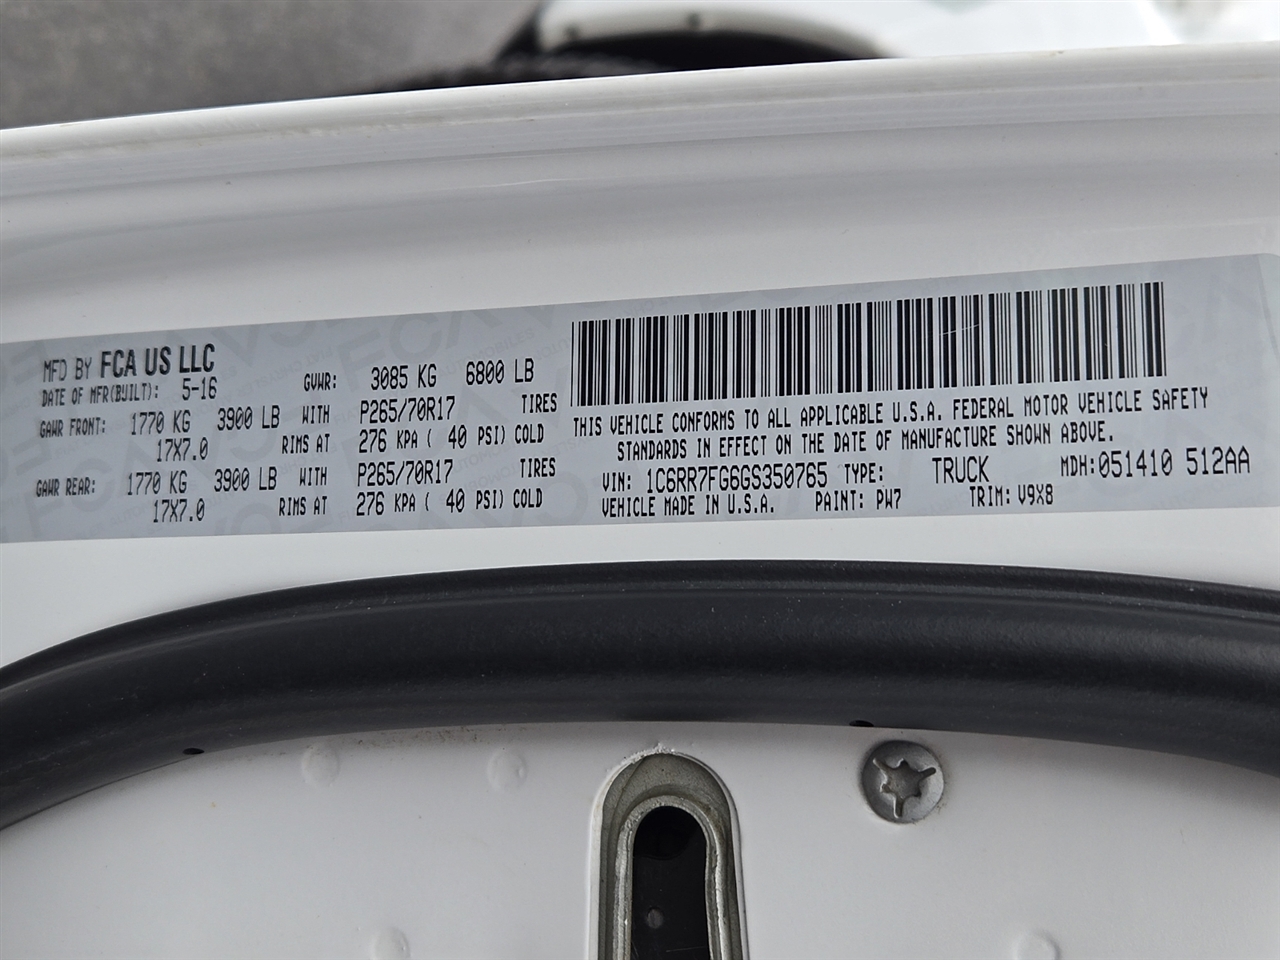 MFD BY FCA US LLC
DATE OF MFR(BUILT): 5-16 GVWR: 3085 KG 6800 LB
GAWR FRONT: 1770 KG 3900 LB WITH P265/70R17 TIRES
17X7.0 RIMS AT 276 KPA ( 40 PSI) COLD
GAWR REAR: 1770 KG 3900 LB WITH P265/70R17 TIRES
17X7.0 RIMS AT 276 KPA ( 40 PSI) COLD
THIS VEHICLE CONFORMS TO ALL APPLICABLE U.S.A. FEDERAL MOTOR VEHICLE SAFETY
STANDARDS IN EFFECT ON THE DATE OF MANUFACTURE SHOWN ABOVE.
VIN: 1C6RR7FG6GS350765 TYPE: TRUCK MDH:051410 512AA
VEHICLE MADE IN U.S.A. PAINT: PW7 TRIM: V9X8